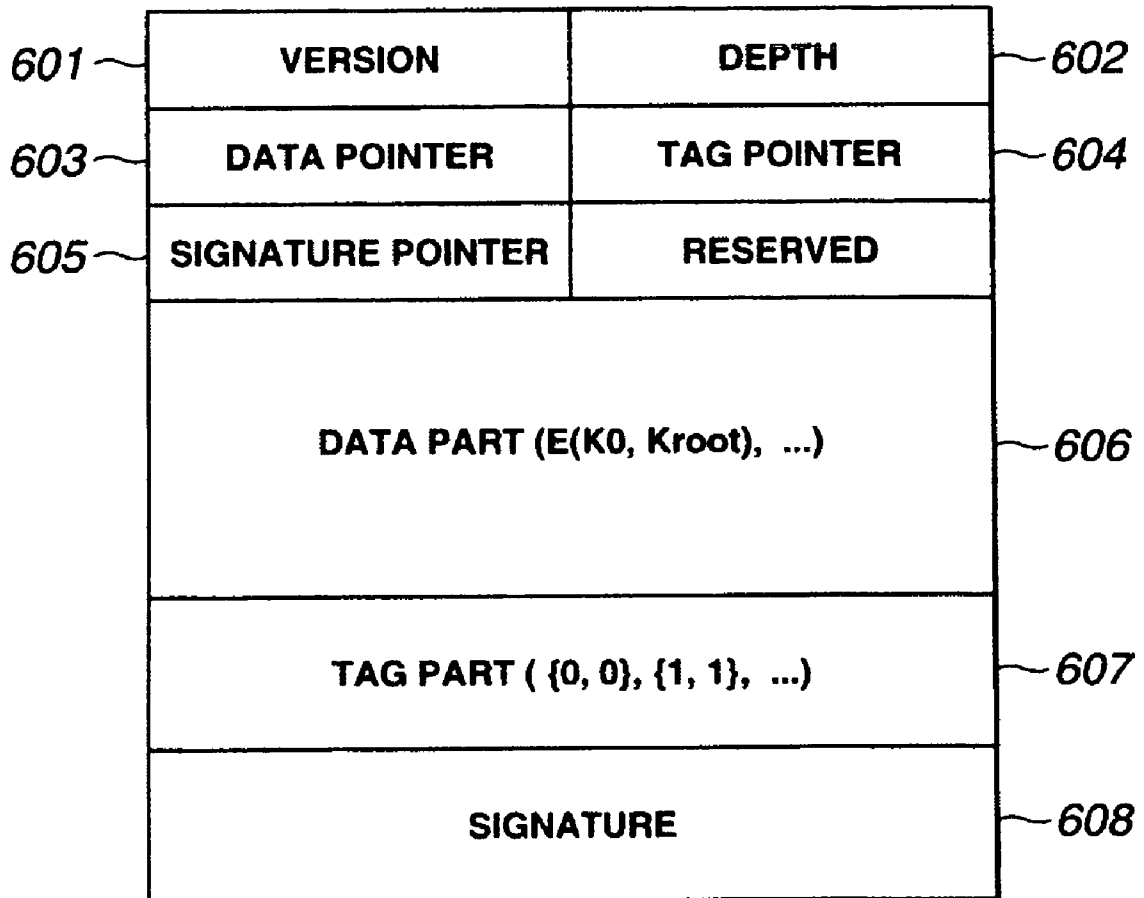 601 VERSION DEPTH 602
603 DATA POINTER TAG POINTER 604
605 SIGNATURE POINTER RESERVED
DATA PART (E(K0, Kroot), ...) 606
TAG PART ( {0, 0}, {1, 1}, ...) 607
SIGNATURE 608